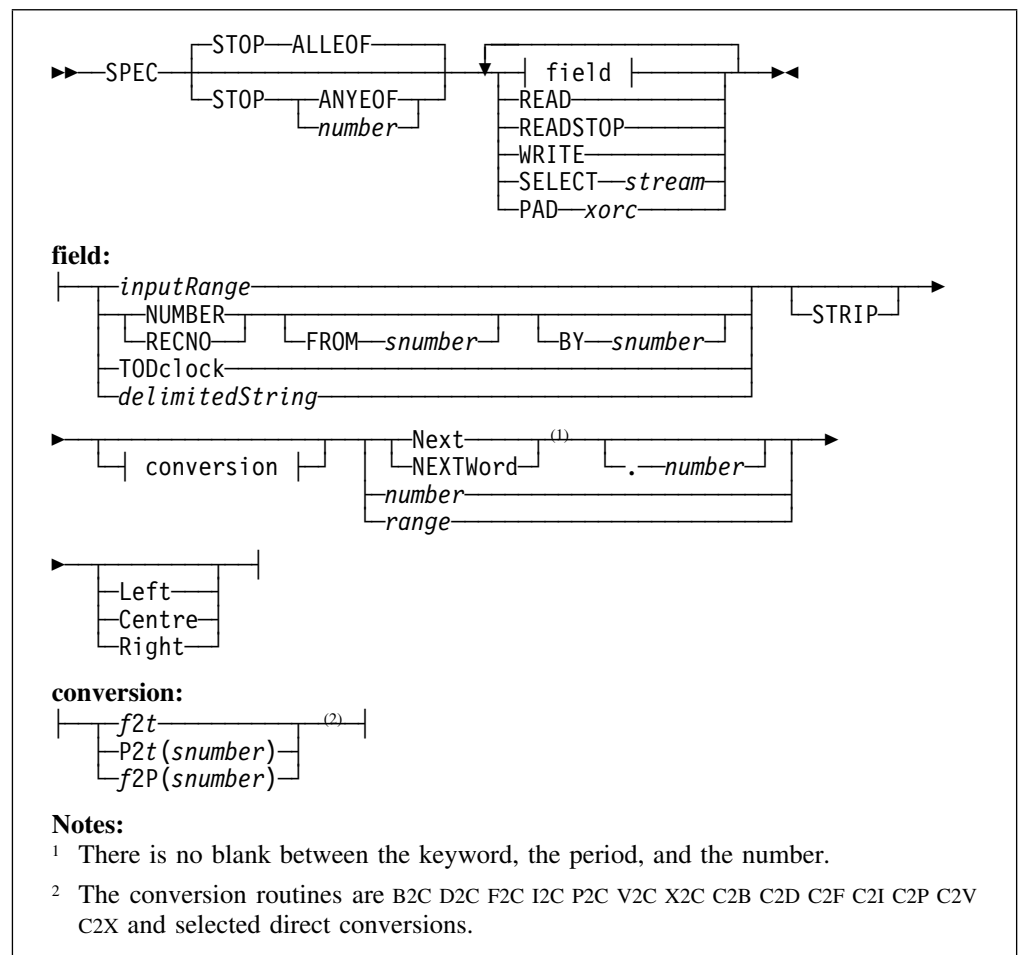 STOP ALLEOF
SPEC field
STOP ANYEOF READ
number READSTOP
WRITE
SELECT stream
PAD xorc
field:
inputRange
NUMBER STRIP
RECNO FROM snumber BY snumber
TODclock
delimitedString
Next (1)
conversion NEXTWord . number
number
range
Left
Centre
Right
conversion:
f2t (2)
P2t(snumber)
f2P(snumber)
Notes:
1 There is no blank between the keyword, the period, and the number.
2 The conversion routines are B2C D2C F2C I2C P2C V2C X2C C2B C2D C2F C2I C2P C2V
C2X and selected direct conversions.